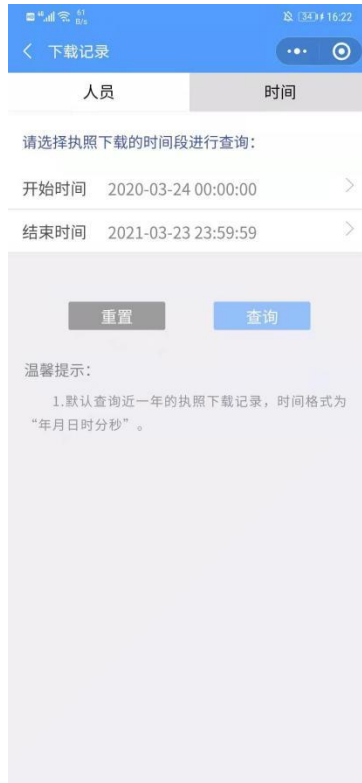 16:22
下载记录
人员 时间
请选择执照下载的时间段进行查询：
开始时间 2020-03-24 00:00:00
结束时间 2021-03-23 23:59:59
重置 查询
温馨提示：
1.默认查询近一年的执照下载记录，时间格式为
“年月日时分秒”。